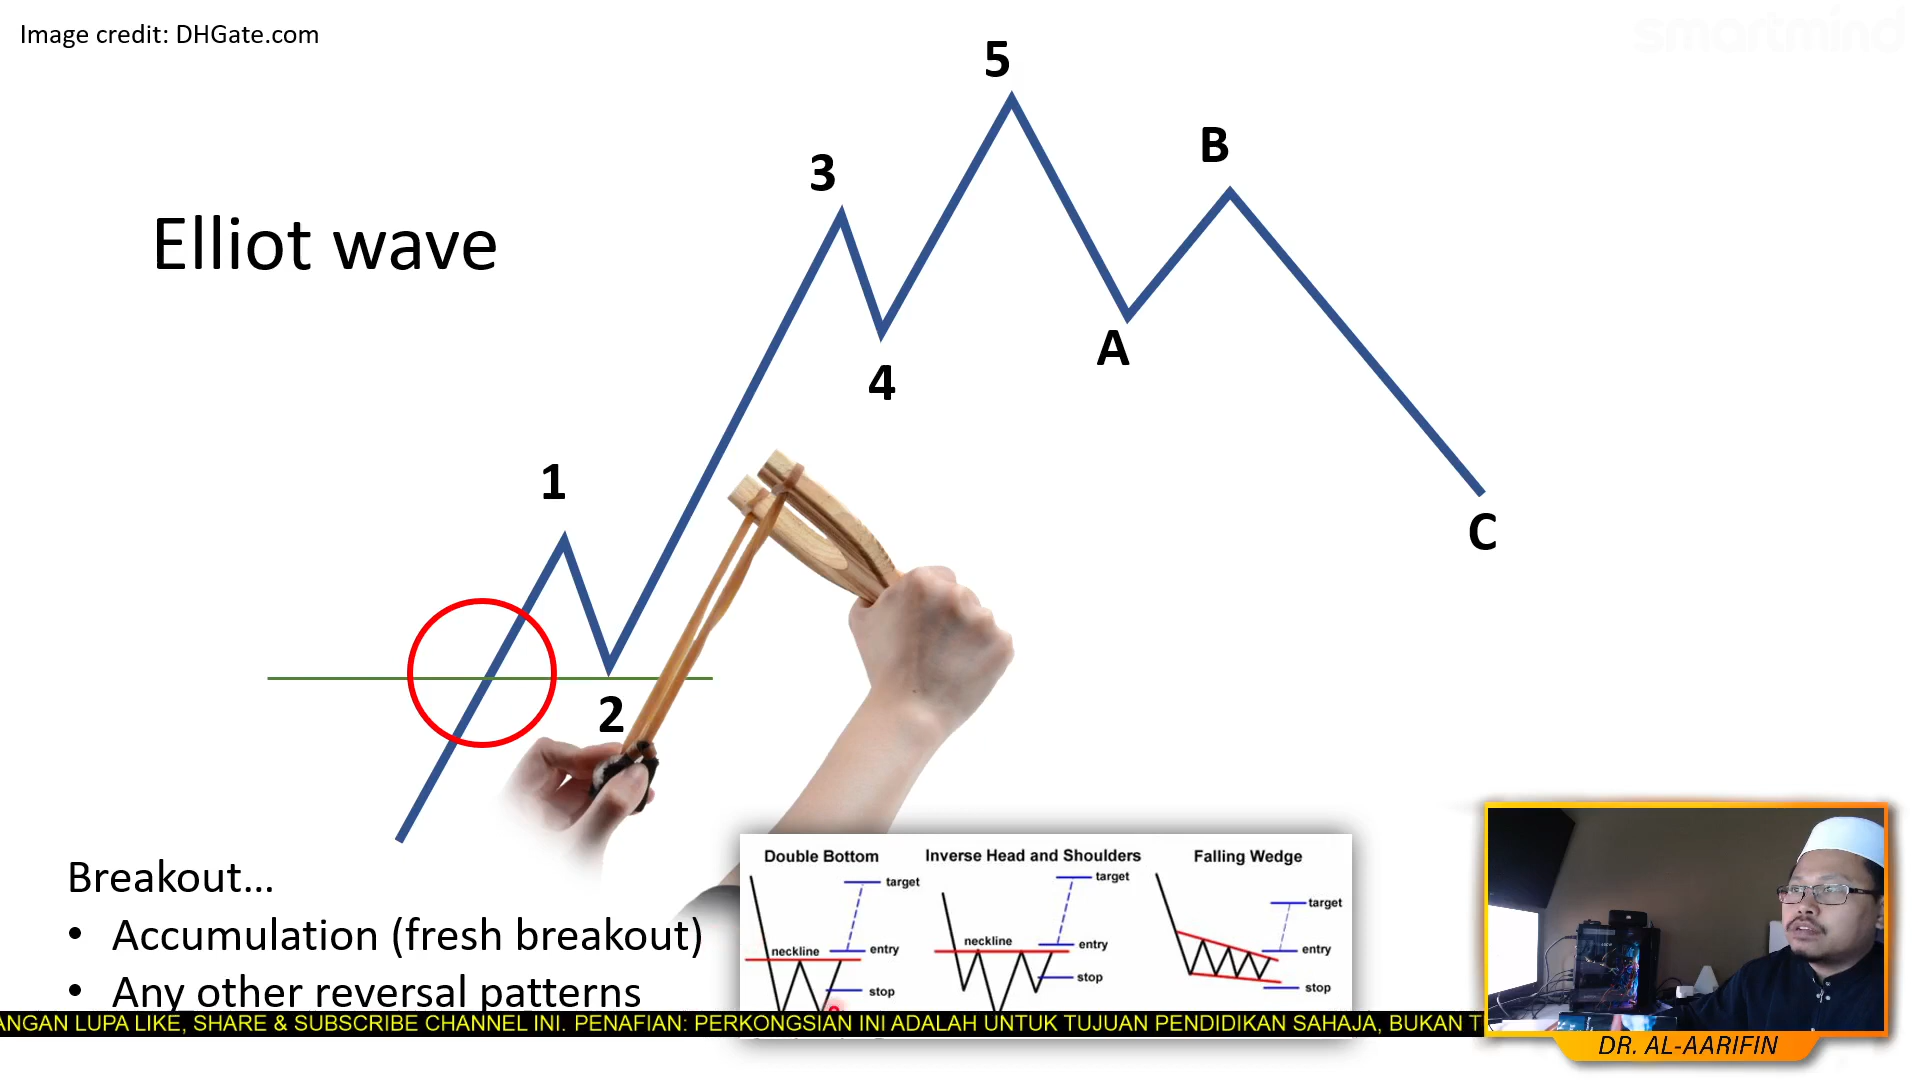 Image credit: DHGate.com
smartmind
5
B
3
Elliot wave
A
4
1
C
2
Breakout...
• Accumulation (fresh breakout)
• Any other reversal patterns
Double Bottom
target
neckline
entry
stop
Inverse Head and Shoulders
target
neckline
entry
stop
Falling Wedge
target
entry
stop
ANGAN LUPA LIKE, SHARE & SUBSCRIBE CHANNEL INI. PENAFIAN: PERKONGSIAN INI ADALAH UNTUK TUJUAN PENDIDIKAN SAHAJA, BUKAN T
DR. AL-AARIFIN